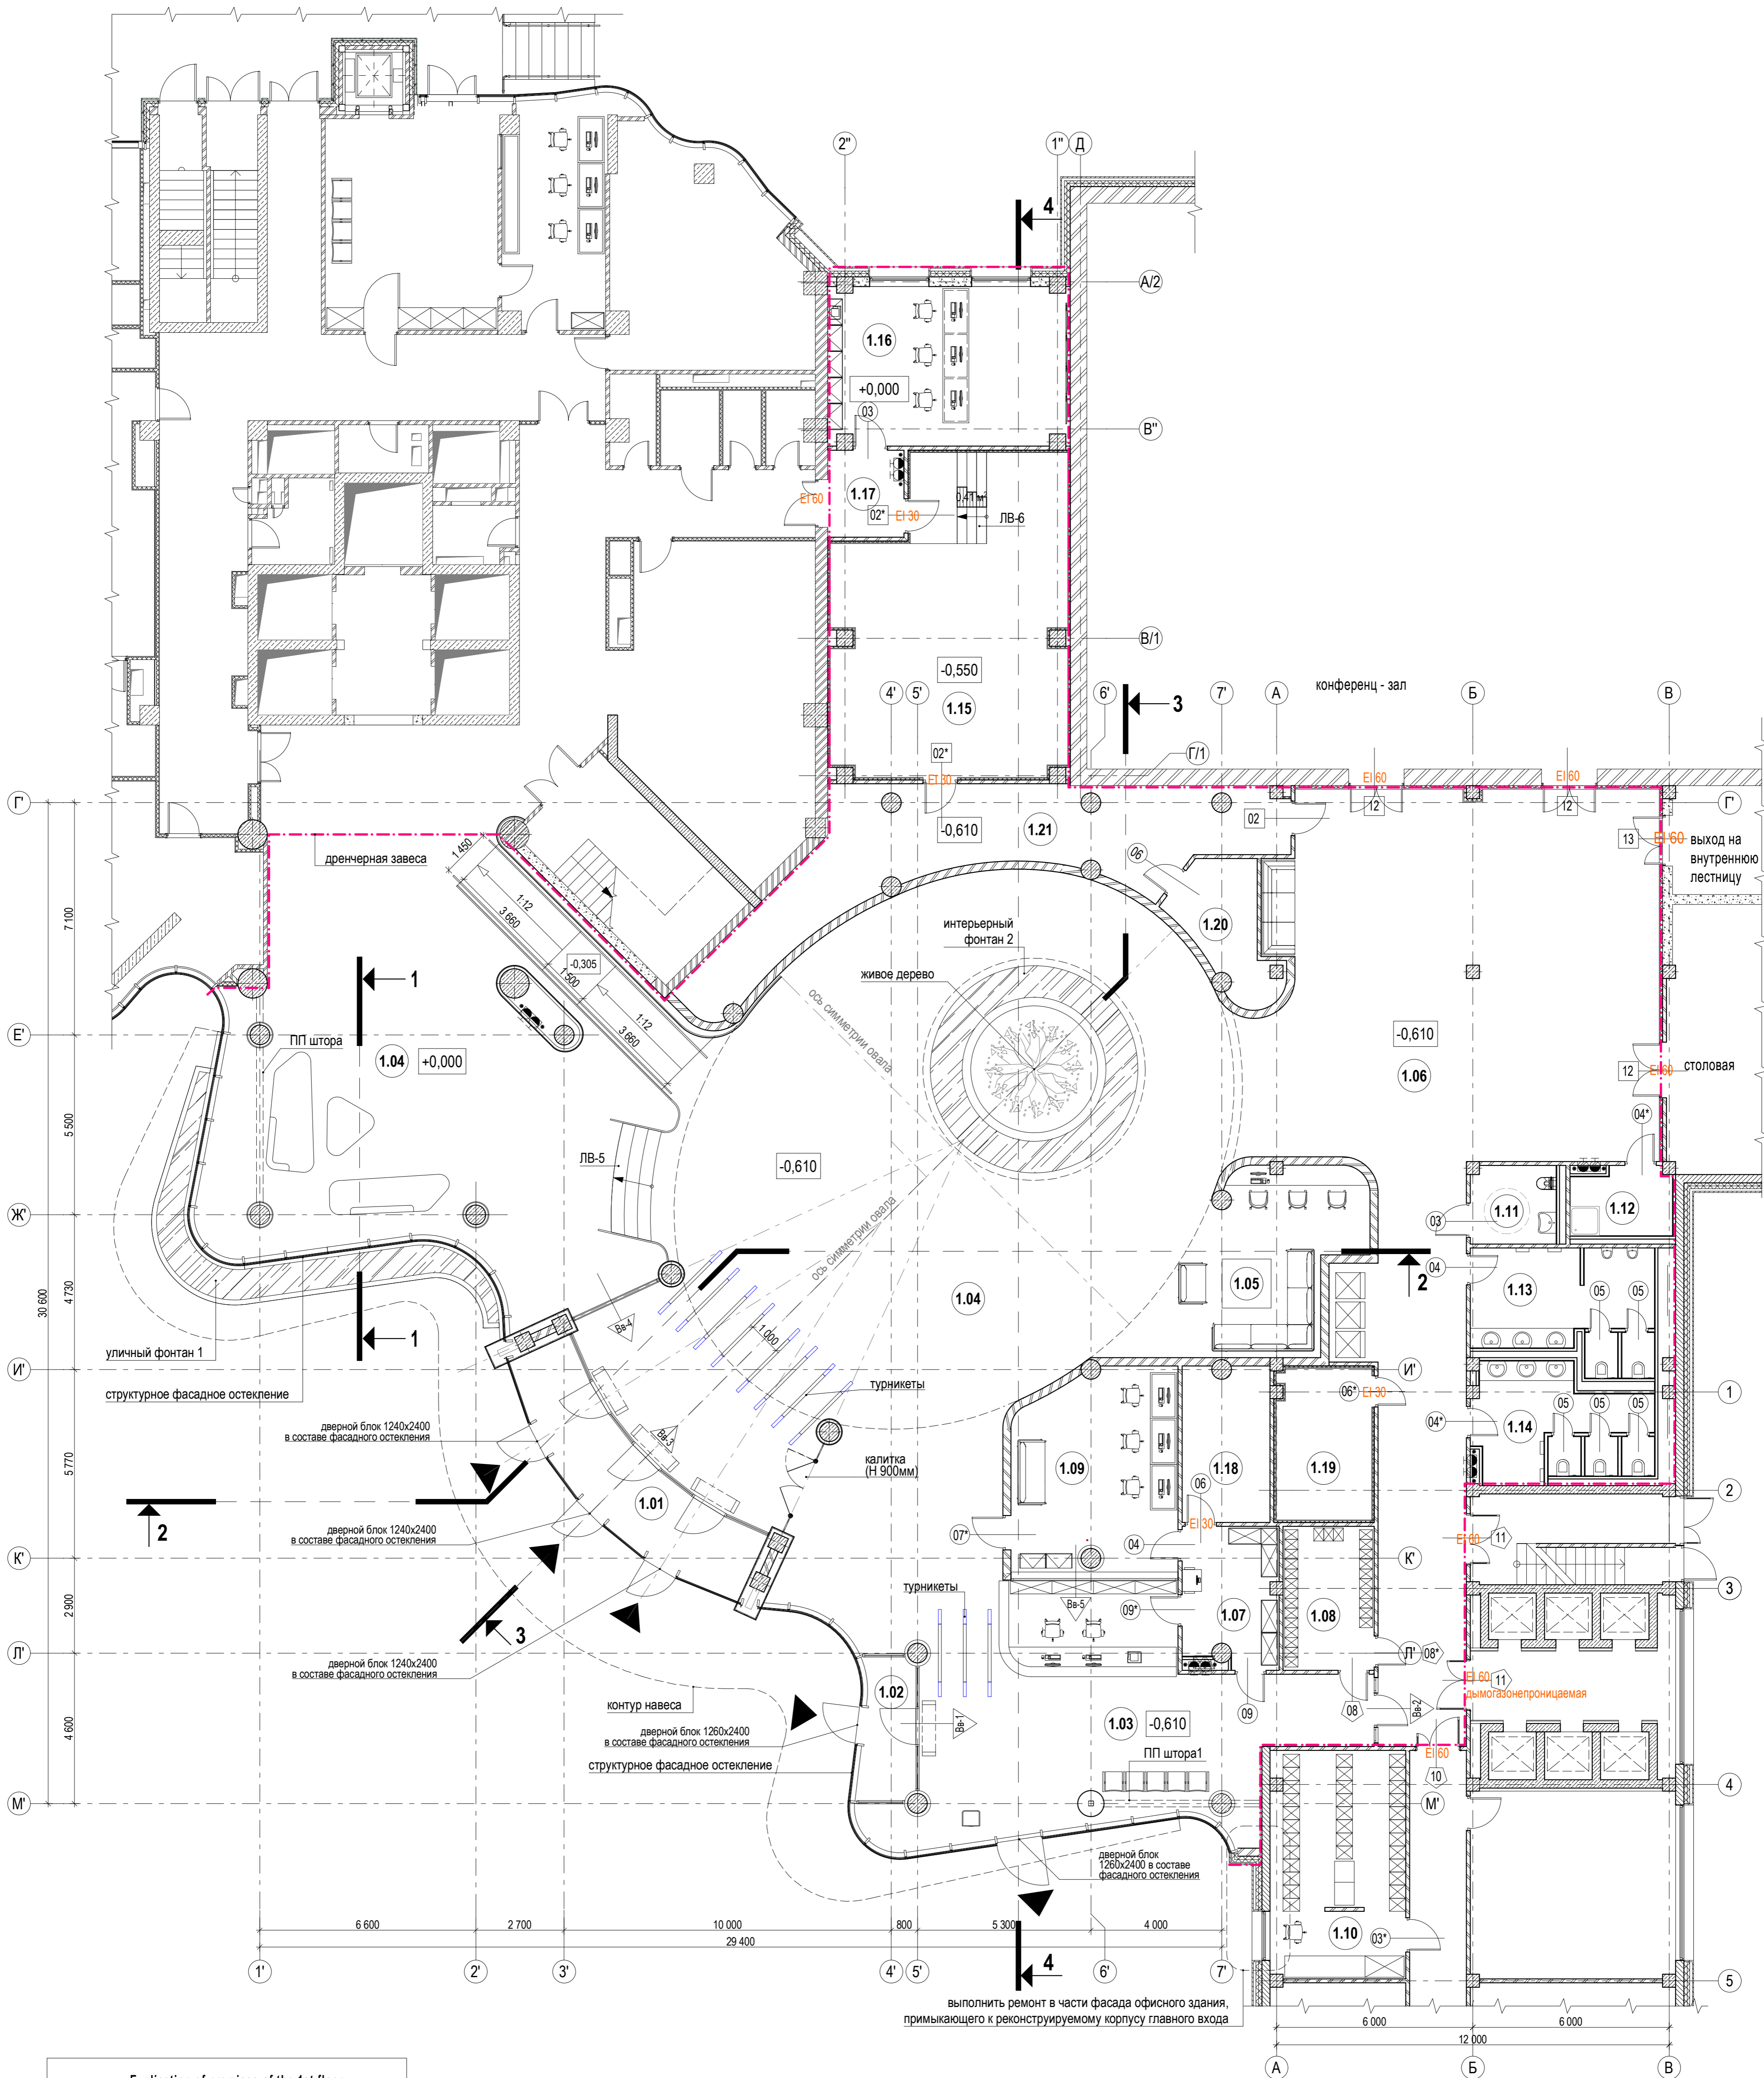 2"
1"
Д
4
А/2
1.16
+0,000
03
В"
1.17
EI 60
02*
EI 30
0,41 м²
ЛВ-6
В/1
-0,550
1.15
конференц - зал
4'
5'
6'
7'
А
Б
В
3
Г/1
02*
EI 30
EI 60
EI 60
12
12
Г'
Г'
-0,610
1.21
02
13
EI 60
выход на
внутреннюю
лестницу
дренчерная завеса
1 450
1:12
3 660
-0,305
1 500
1:12
3 660
06
1.20
интерьерный
фонтан 2
живое дерево
ось симметрии овала
7 100
1
Е'
ПП штора
1.04
+0,000
-0,610
1.06
12
EI 60
столовая
5 500
04*
ЛВ-5
-0,610
ось симметрии овала
1.11
1.12
03
Ж'
04
1.05
2
1.13
05
05
1.04
30 600
4 730
Вв-4
1 000
1
уличный фонтан 1
И'
И'
структурное фасадное остекление
турникеты
06*
EI 30
1
04*
05
05
05
1.14
дверной блок 1240х2400
в составе фасадного остекления
Вв-3
калитка
(Н 900мм)
1.09
1.18
1.19
5 770
06
2
1.01
2
EI 30
дверной блок 1240х2400
в составе фасадного остекления
07*
04
EI 60
11
К'
К'
турникеты
3
Вв-5
09*
1.07
1.08
2 900
3
Л'
Л'
08*
дверной блок 1240х2400
в составе фасадного остекления
EI 60
11
дымогазонепроницаемая
контур навеса
1.02
Вв-1
1.03
-0,610
09
08
Вв-2
дверной блок 1260х2400
в составе фасадного остекления
структурное фасадное остекление
ПП штора1
EI 60
10
4 600
4
М'
М'
дверной блок
1260х2400 в составе
фасадного остекления
6 600
2 700
10 000
800
5 300
4 000
29 400
1.10
03*
1'
2'
3'
4'
5'
4
6'
7'
5
выполнить ремонт в части фасада офисного здания,
примыкающего к реконструируемому корпусу главного входа
6 000
6 000
12 000
А
Б
В